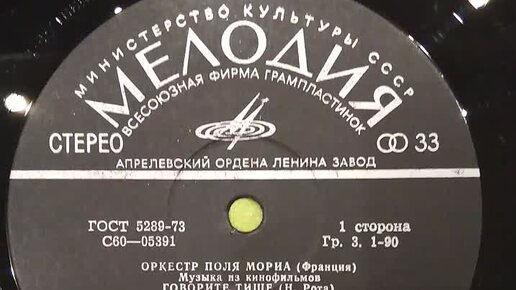 МИНИСТЕРСТВО КУЛЬТУРЫ СССР
МЕЛОДИЯ
ВСЕСОЮЗНАЯ ФИРМА ГРАМПЛАСТИНОК
СТЕРЕО
33
АПРЕЛЕВСКИЙ ОРДЕНА ЛЕНИНА ЗАВОД
ГОСТ 5289-73
С60—05391
1 сторона
Гр. 3. 1-90
ОРКЕСТР ПОЛЯ МОРИА (Франция)
Музыка из кинофильмов
ГОВОРИТЕ ТИШЕ (Н. Рота)